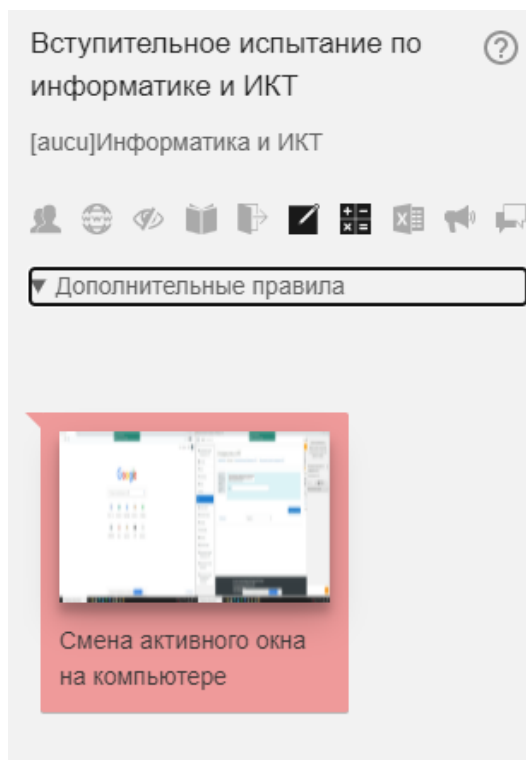 Вступительное испытание по
информатике и ИКТ
[aucu]Информатика и ИКТ
Дополнительные правила
Google
Смена активного окна
на компьютере